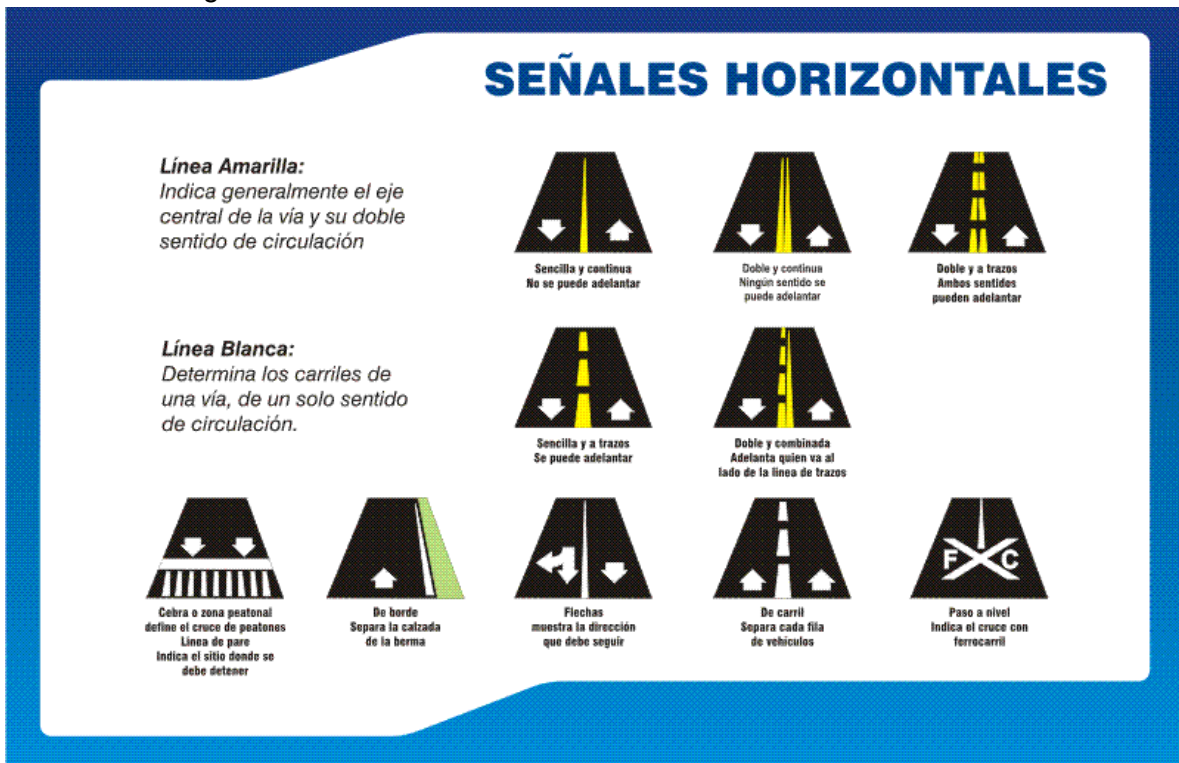 SEÑALES HORIZONTALES
Línea Amarilla:
Indica generalmente el eje
central de la vía y su doble
sentido de circulación
Sencilla y continua
No se puede adelantar
Doble y continua
Ningún sentido se
puede adelantar
Doble y a trazos
Ambos sentidos
pueden adelantar
Línea Blanca:
Determina los carriles de
una vía, de un solo sentido
de circulación.
Sencilla y a trazos
Se puede adelantar
Doble y combinada
Adelanta quien va al
lado de la línea de trazos
Cebra o zona peatonal
define el cruce de peatones
Línea de pare
Indica el sitio donde se
debe detener
De borde
Separa la calzada
de la berma
Flechas
muestra la dirección
que debe seguir
De carril
Separa cada fila
de vehículos
F C
Paso a nivel
Indica el cruce con
ferrocarril